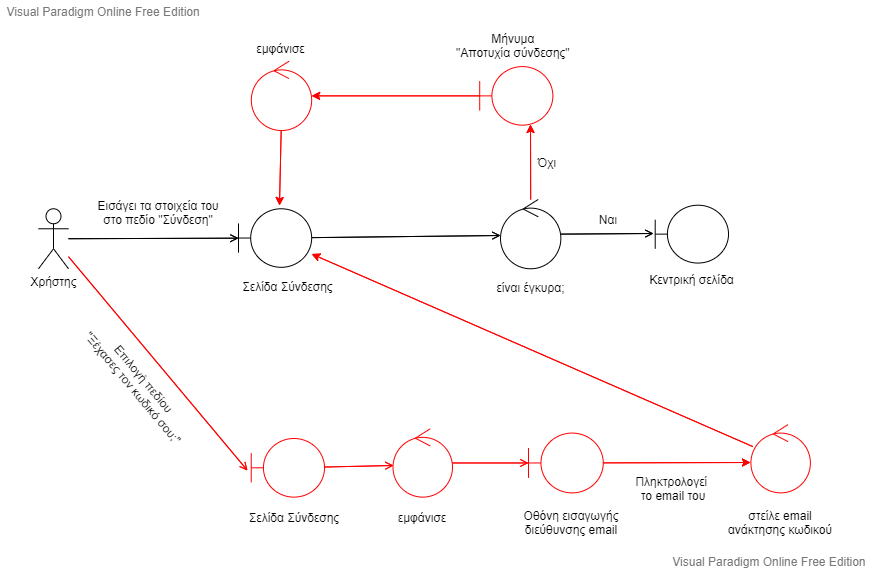 Visual Paradigm Online Free Edition
Μήνυμα
"Αποτυχία σύνδεσης"
εμφάνισε
Όχι
Εισάγει τα στοιχεία του
στο πεδίο "Σύνδεση"
Ναι
Χρήστης
Σελίδα Σύνδεσης
είναι έγκυρα;
Κεντρική σελίδα
Επιλογή πεδίου
"Ξέχασες τον κωδικό σου;"
Σελίδα Σύνδεσης
εμφάνισε
Οθόνη εισαγωγής
διεύθυνσης email
Πληκτρολογεί
το email του
στείλε email
ανάκτησης κωδικού
Visual Paradigm Online Free Edition